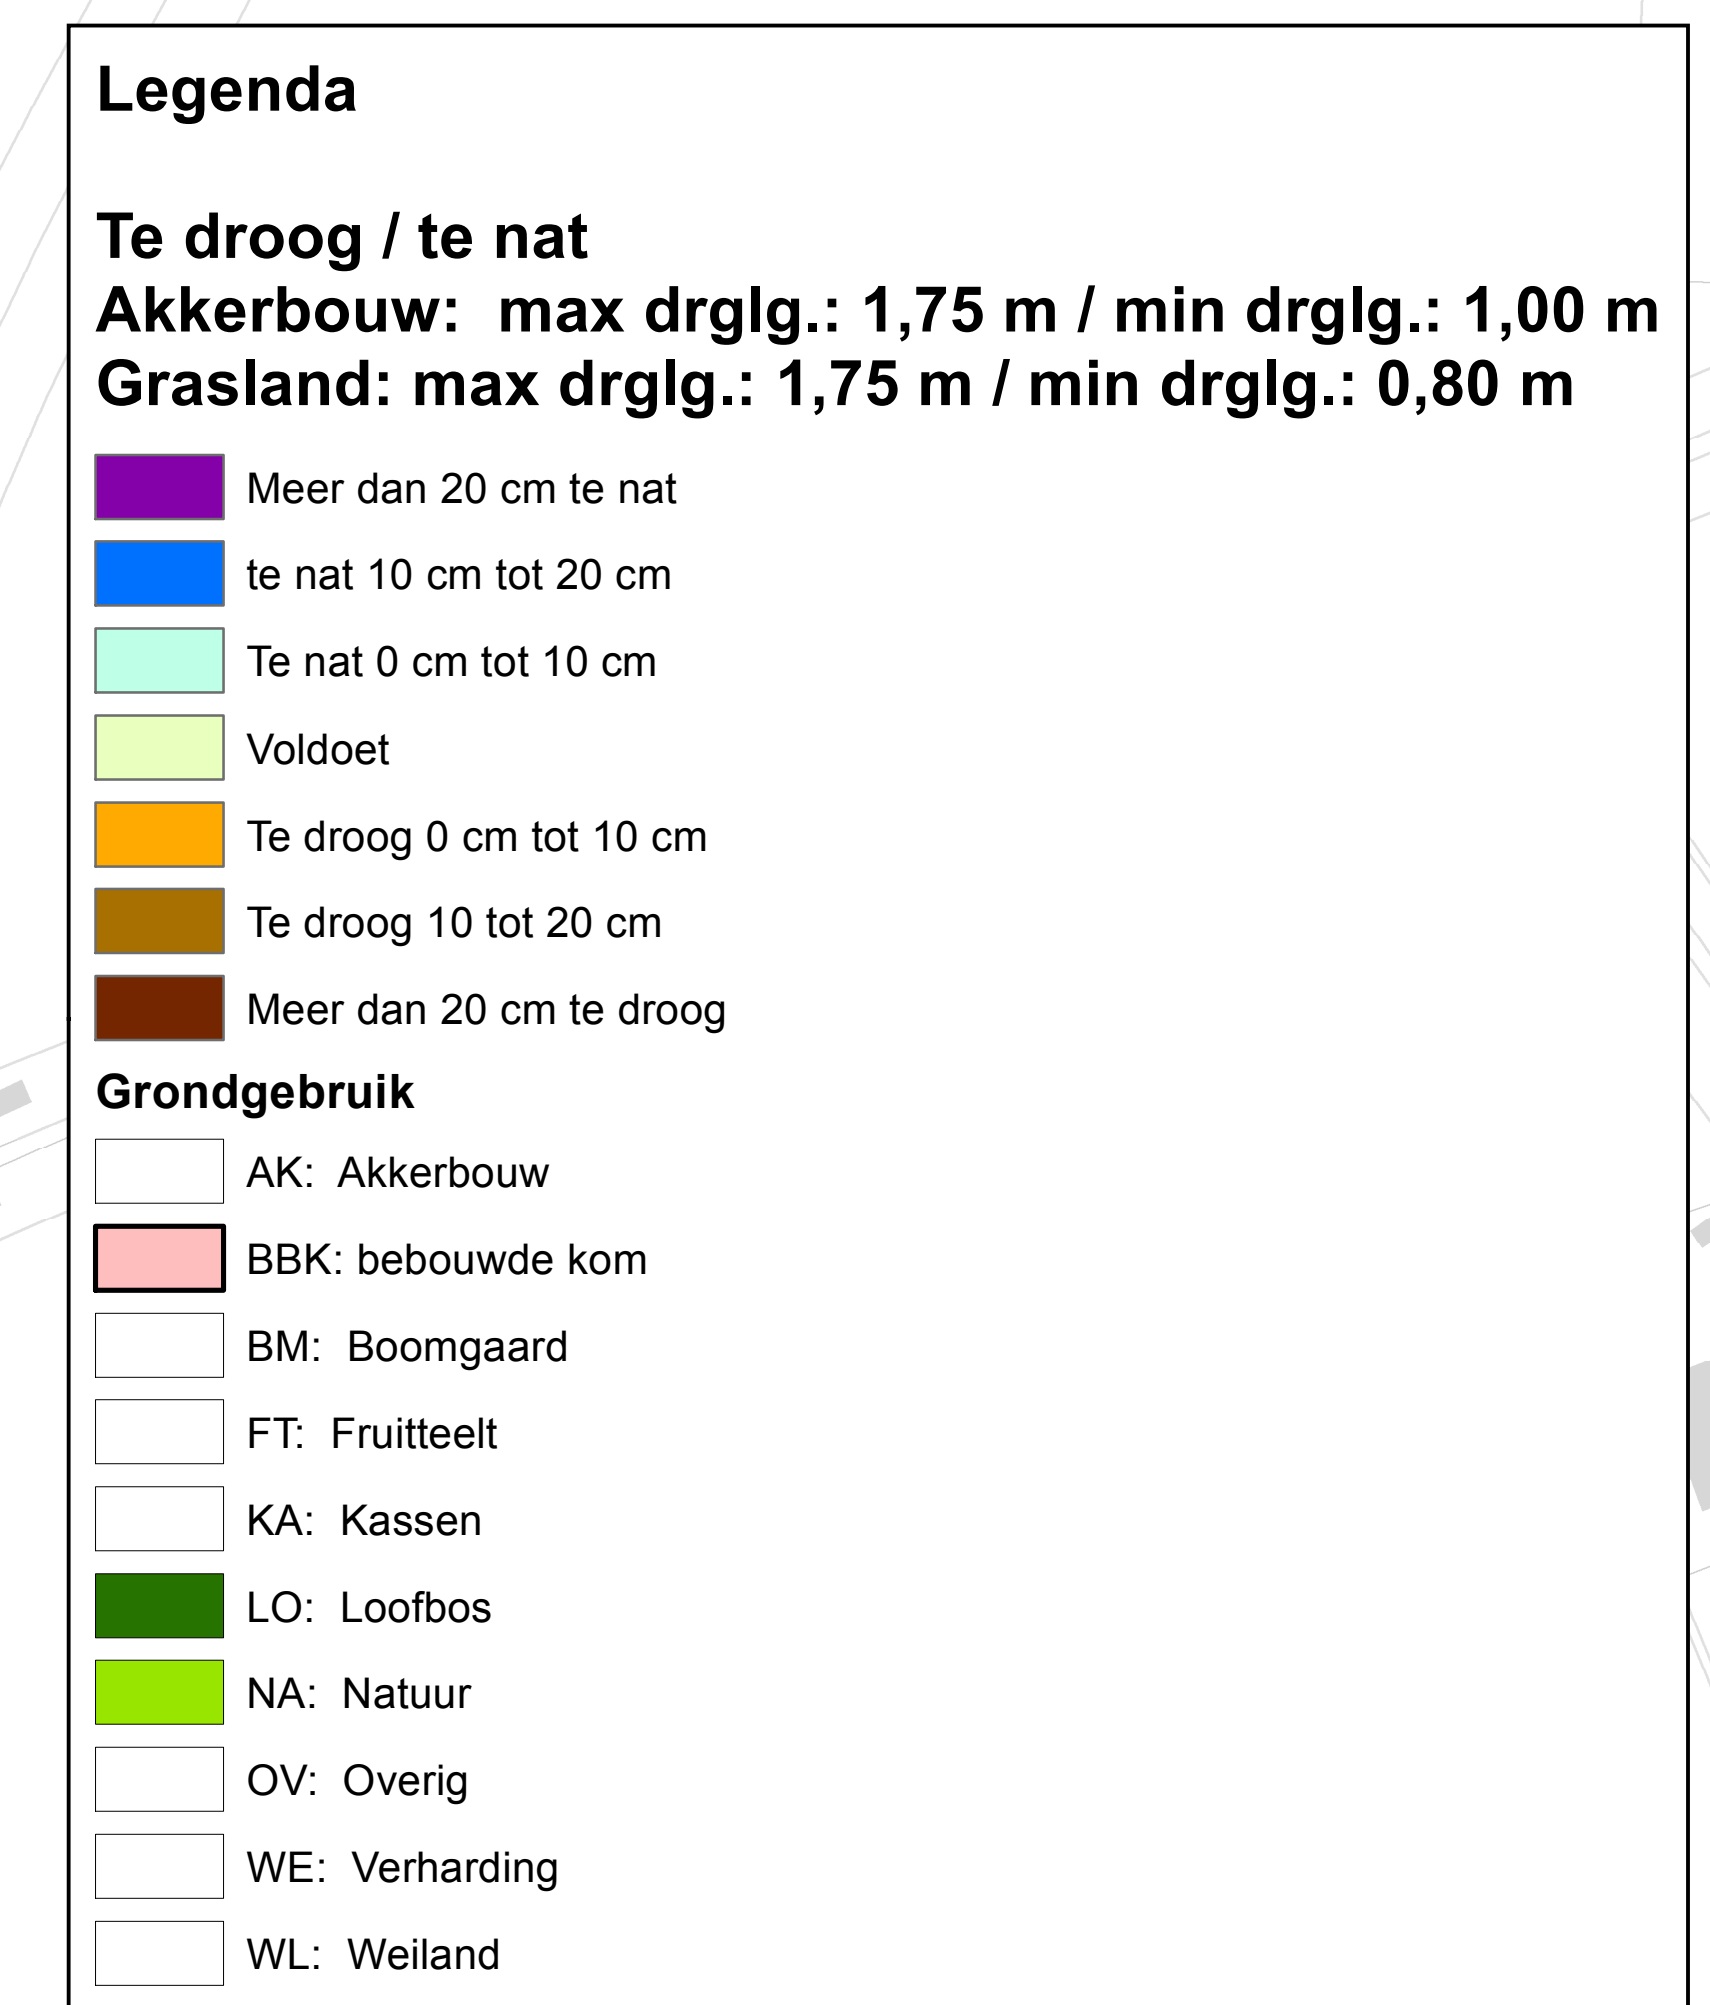 Legenda
Te droog / te nat
Akkerbouw:  max drglg.: 1,75 m / min drglg.: 1,00 m
Grasland: max drglg.: 1,75 m / min drglg.: 0,80 m
Meer dan 20 cm te nat
te nat 10 cm tot 20 cm
Te nat 0 cm tot 10 cm
Voldoet
Te droog 0 cm tot 10 cm
Te droog 10 tot 20 cm
Meer dan 20 cm te droog
Grondgebruik
AK:  Akkerbouw
BBK: bebouwde kom
BM:  Boomgaard
FT:  Fruitteelt
KA:  Kassen
LO:  Loofbos
NA:  Natuur
OV:  Overig
WE:  Verharding
WL:  Weiland